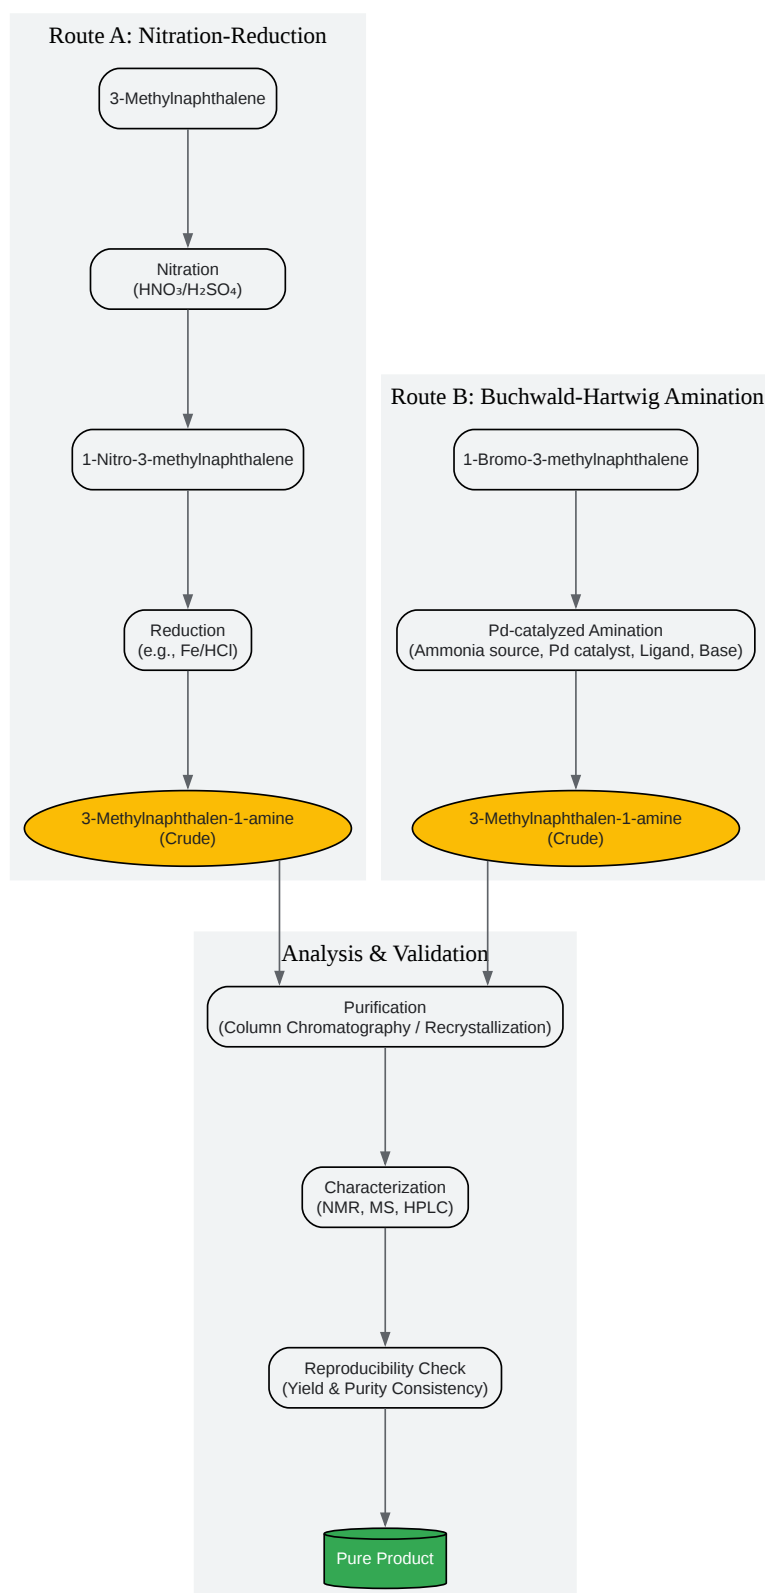 Route A: Nitration-Reduction
3-Methylnaphthalene
Nitration
(HNO₃/H₂SO₄)
1-Nitro-3-methylnaphthalene
Reduction
(e.g., Fe/HCl)
3-Methylnaphthalen-1-amine
(Crude)
Route B: Buchwald-Hartwig Amination
1-Bromo-3-methylnaphthalene
Pd-catalyzed Amination
(Ammonia source, Pd catalyst, Ligand, Base)
3-Methylnaphthalen-1-amine
(Crude)
Analysis & Validation
Purification
(Column Chromatography / Recrystallization)
Characterization
(NMR, MS, HPLC)
Reproducibility Check
(Yield & Purity Consistency)
Pure Product